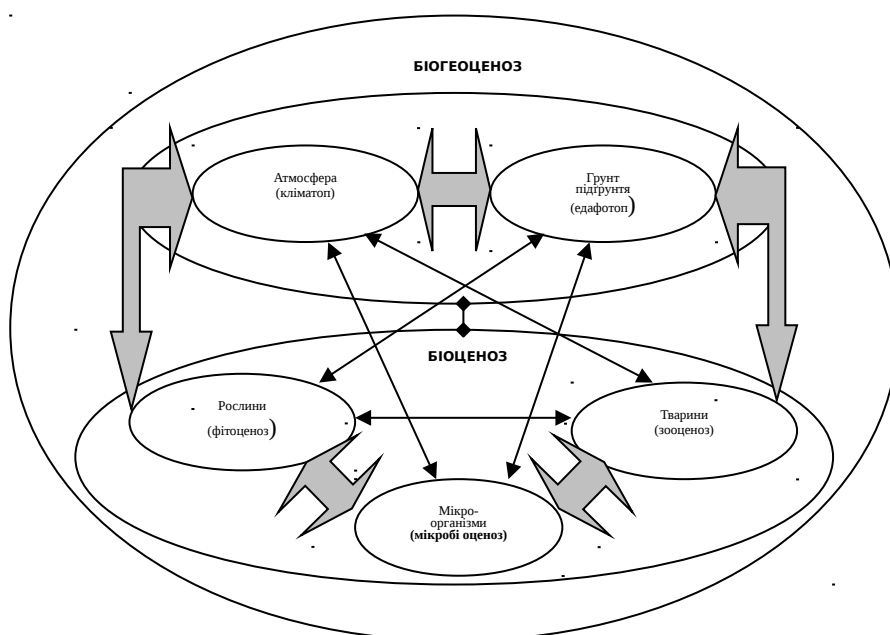 БІОГЕОЦЕНОЗ
Атмосфера
(кліматоп)
Грунт
підґрунтя
(едафотоп)
БІОЦЕНОЗ
Рослини
(фітоценоз)
Тварини
(зооценоз)
Мікро-
організми
(мікробі оценоз)